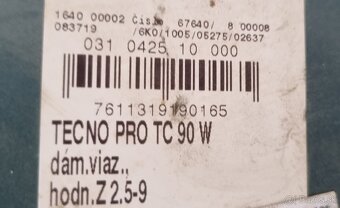 1640 00002 Číslo 67640/ 8 00008
083719 /6K0/1005/05275/02637
031 0425 10 000
7611319190165
TECNO PRO TC 90 W
dám.viaz.,
hodn.Z 2.5-9